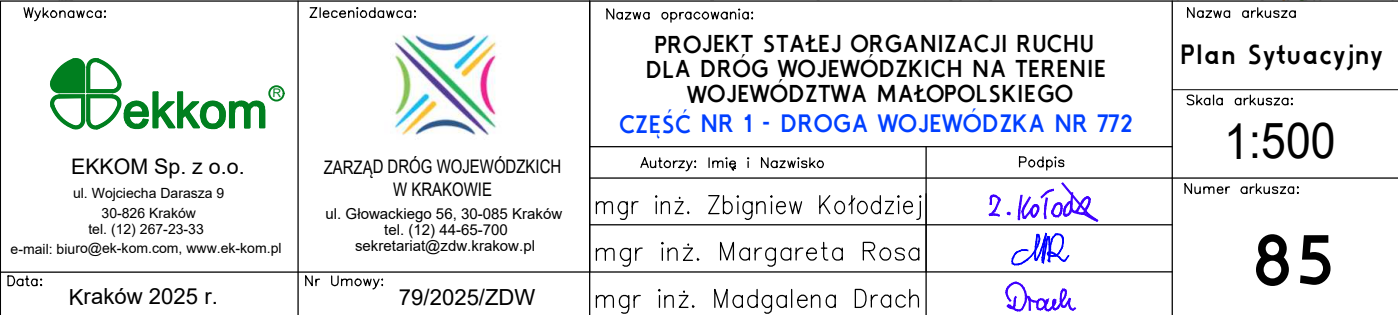 Wykonawca:
ekkom®
EKKOM Sp. z o.o.
ul. Wojciecha Darasza 9
30-826 Kraków
tel. (12) 267-23-33
e-mail: biuro@ek-kom.com, www.ek-kom.pl
Data:
Kraków 2025 r.
Zleceniodawca:
ZARZĄD DRÓG WOJEWÓDZKICH
W KRAKOWIE
ul. Głowackiego 56, 30-085 Kraków
tel. (12) 44-65-700
sekretariat@zdw.krakow.pl
Nr Umowy:
79/2025/ZDW
Nazwa opracowania:
PROJEKT STAŁEJ ORGANIZACJI RUCHU
DLA DRÓG WOJEWÓDZKICH NA TERENIE
WOJEWÓDZTWA MAŁOPOLSKIEGO
CZĘŚĆ NR 1 - DROGA WOJEWÓDZKA NR 772
Autorzy: Imię i Nazwisko
Podpis
mgr inż. Zbigniew Kołodziej
Z. Kołodz
mgr inż. Margareta Rosa
MR
mgr inż. Madgalena Drach
Drach
Nazwa arkusza
Plan Sytuacyjny
Skala arkusza:
1:500
Numer arkusza:
85